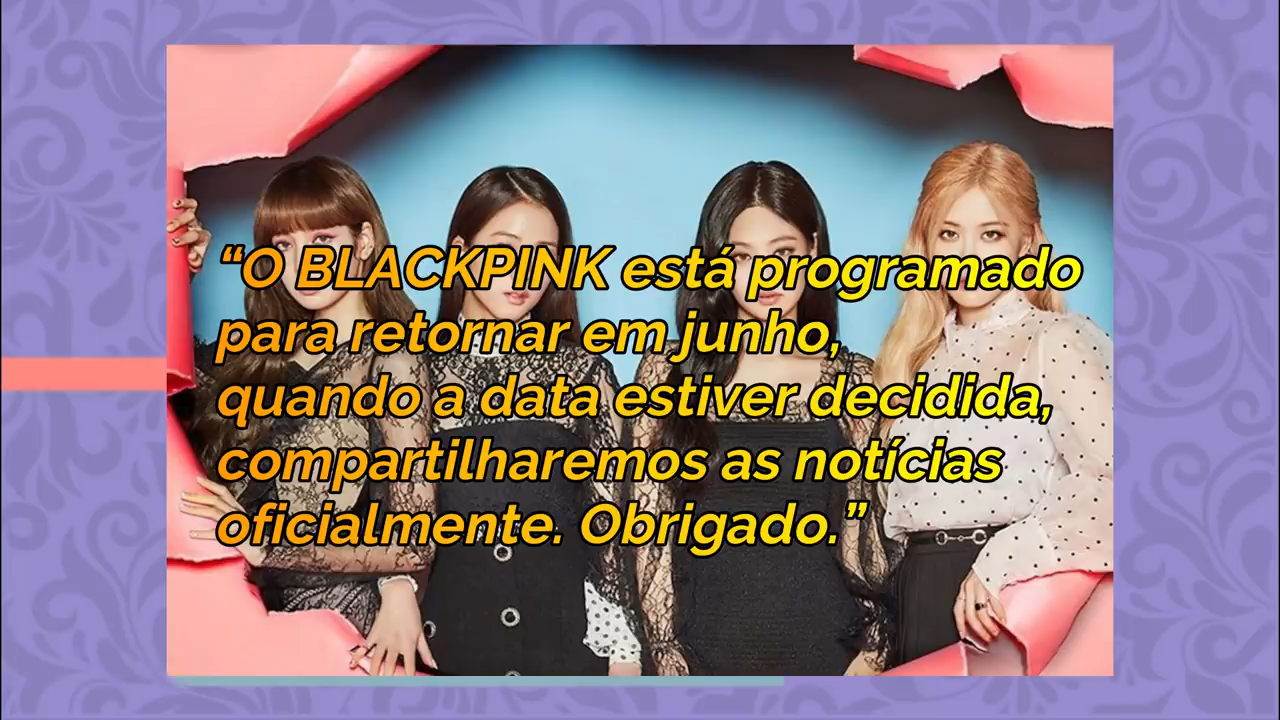 “O BLACKPINK está programado
para retornar em junho,
quando a data estiver decidida,
compartilharemos as notícias
oficialmente. Obrigado.”